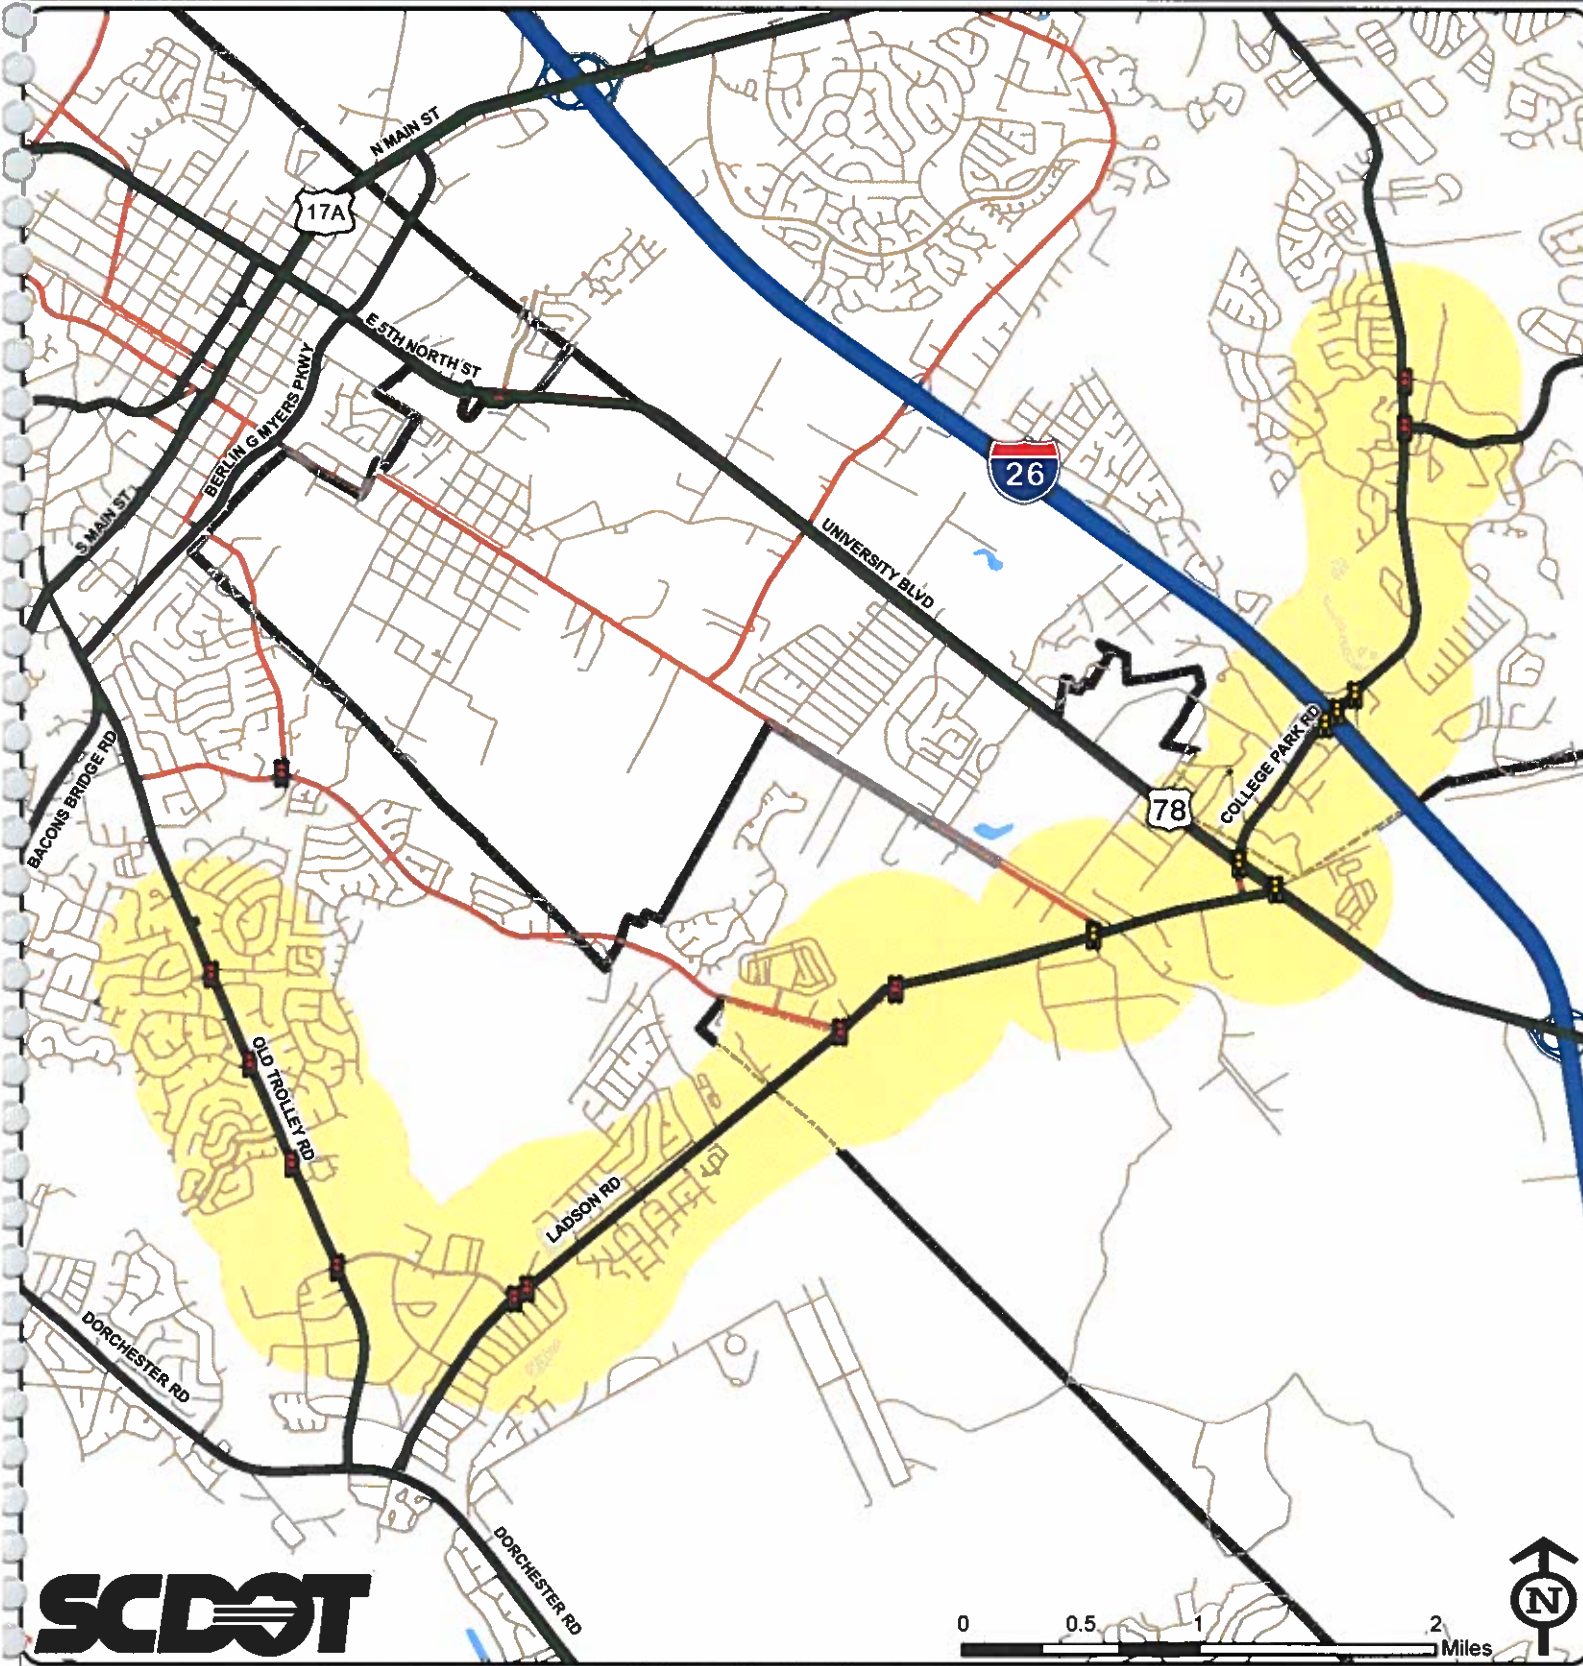 N MAIN ST
17A
E 5TH NORTH ST
BERLIN G MYERS PKWY
S MAIN ST
26
UNIVERSITY BLVD
BACONS BRIDGE RD
COLLEGE PARK RD
78
OLD TROLLEY RD
LADSON RD
DORCHESTER RD
DORCHESTER RD
SCDOT
0 0.5 1 2
Miles
N